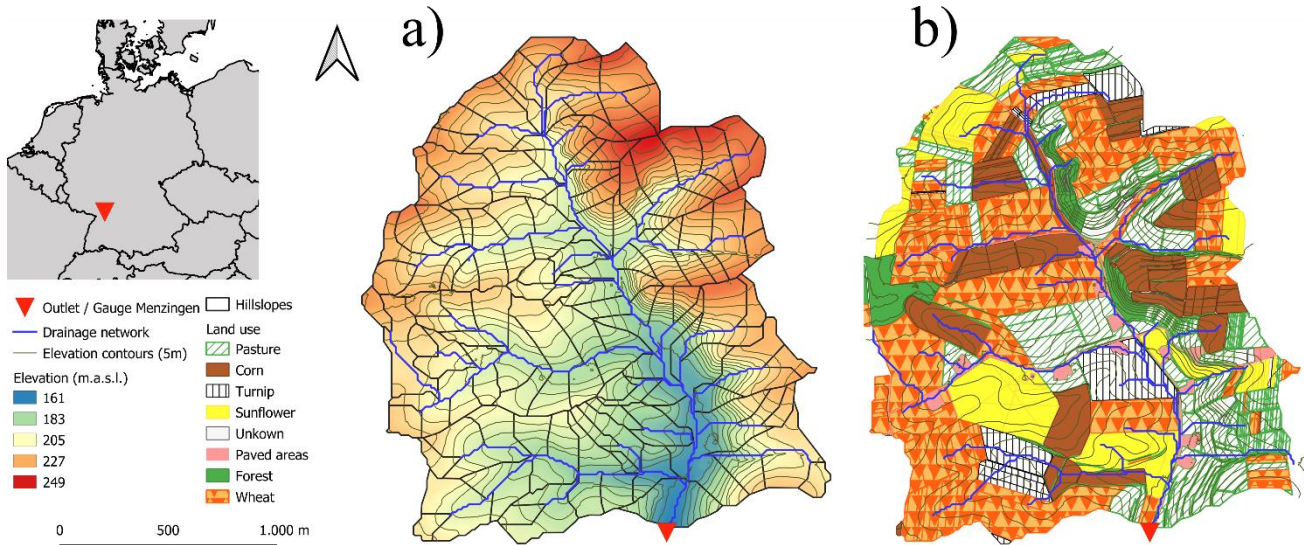 a)
b)
Outlet / Gauge Menzingen
Drainage network
Elevation contours (5m)
Elevation (m.a.s.l.)
161
183
205
227
249
Hillslopes
Land use
Pasture
Corn
Turnip
Sunflower
Unkown
Paved areas
Forest
Wheat
0 500 1.000 m